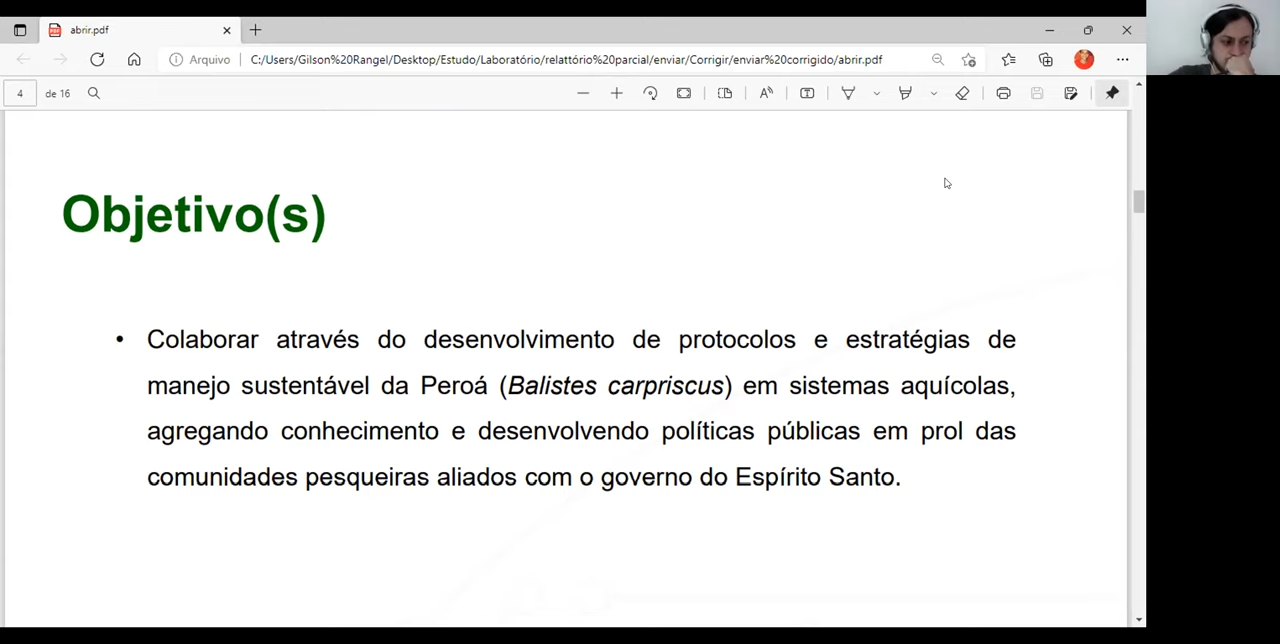 abrir.pdf
Arquivo
C:/Users/Gilson%20Rangel/Desktop/Estudo/Laboratório/relattório%20parcial/enviar/Corrigir/enviar%20corrigido/abrir.pdf
4 de 16
Objetivo(s)
• Colaborar através do desenvolvimento de protocolos e estratégias de
manejo sustentável da Peroá (Balistes carpriscus) em sistemas aquícolas,
agregando conhecimento e desenvolvendo políticas públicas em prol das
comunidades pesqueiras aliados com o governo do Espírito Santo.